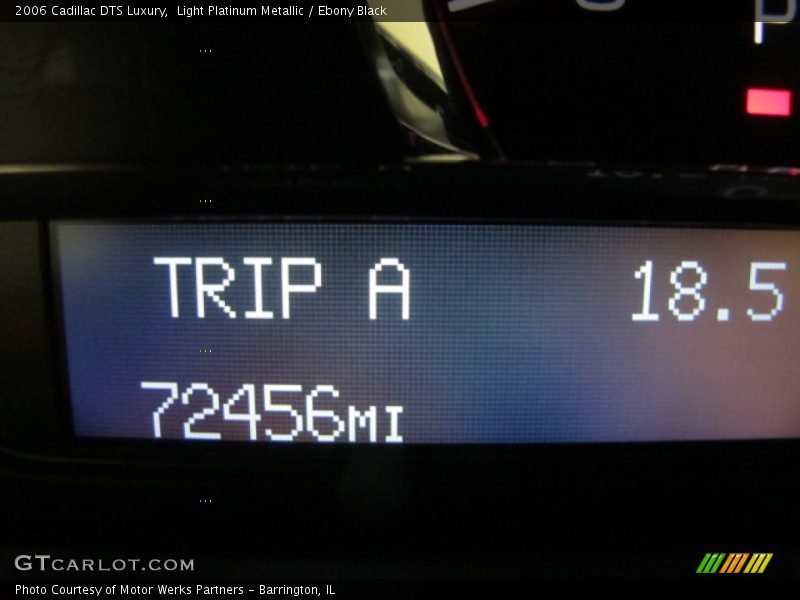 2006 Cadillac DTS Luxury,  Light Platinum Metallic / Ebony Black
P
TRIP A 18.5
72456MI
GTCARLOT.COM
Photo Courtesy of Motor Werks Partners - Barrington, IL